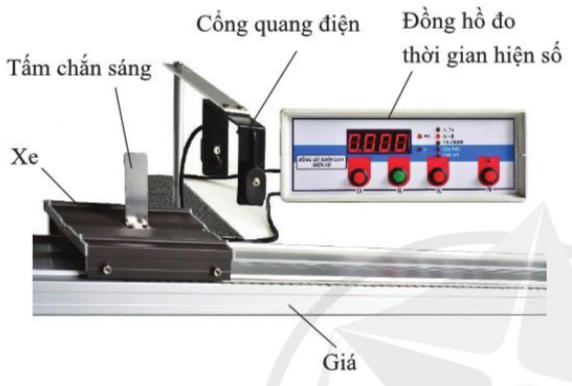 Cổng quang điện
Đồng hồ đo
thời gian hiện số
Tấm chắn sáng
Xe
0.000
Giá